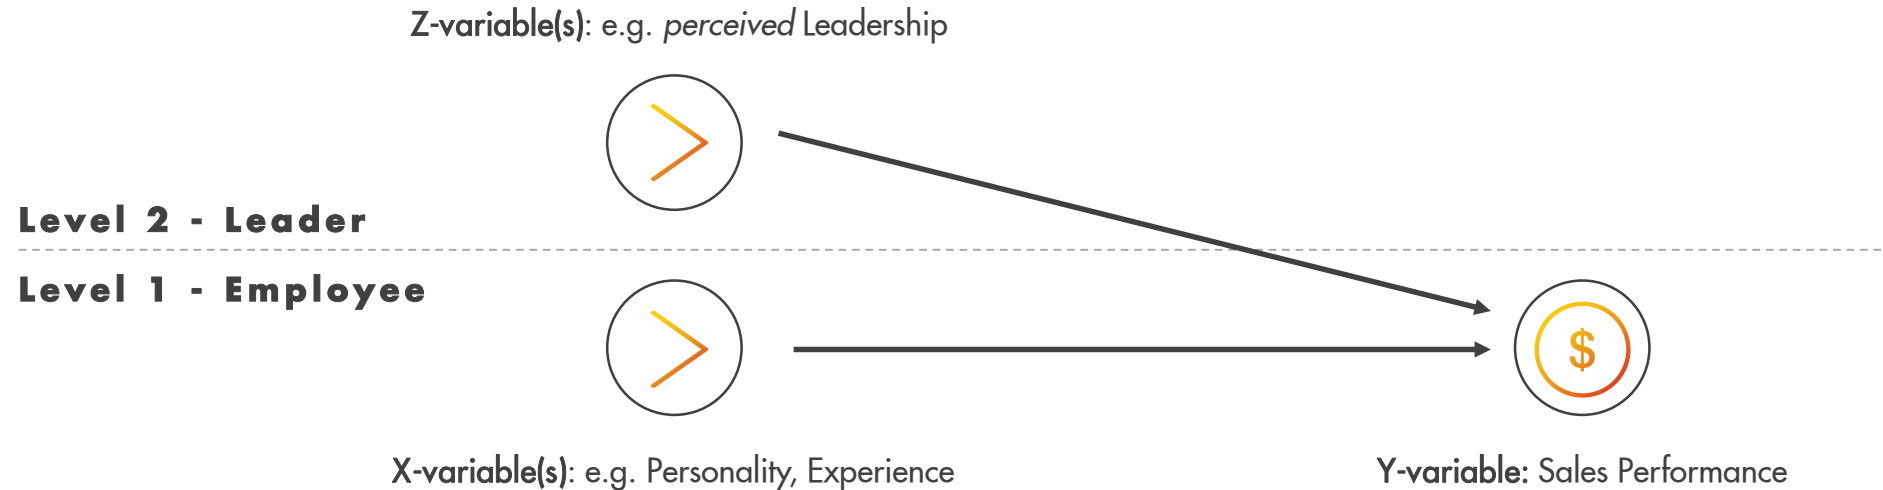 Z-variable(s): e.g. perceived Leadership
Level 2 - Leader
Level 1 - Employee
$
X-variable(s): e.g. Personality, Experience
Y-variable: Sales Performance